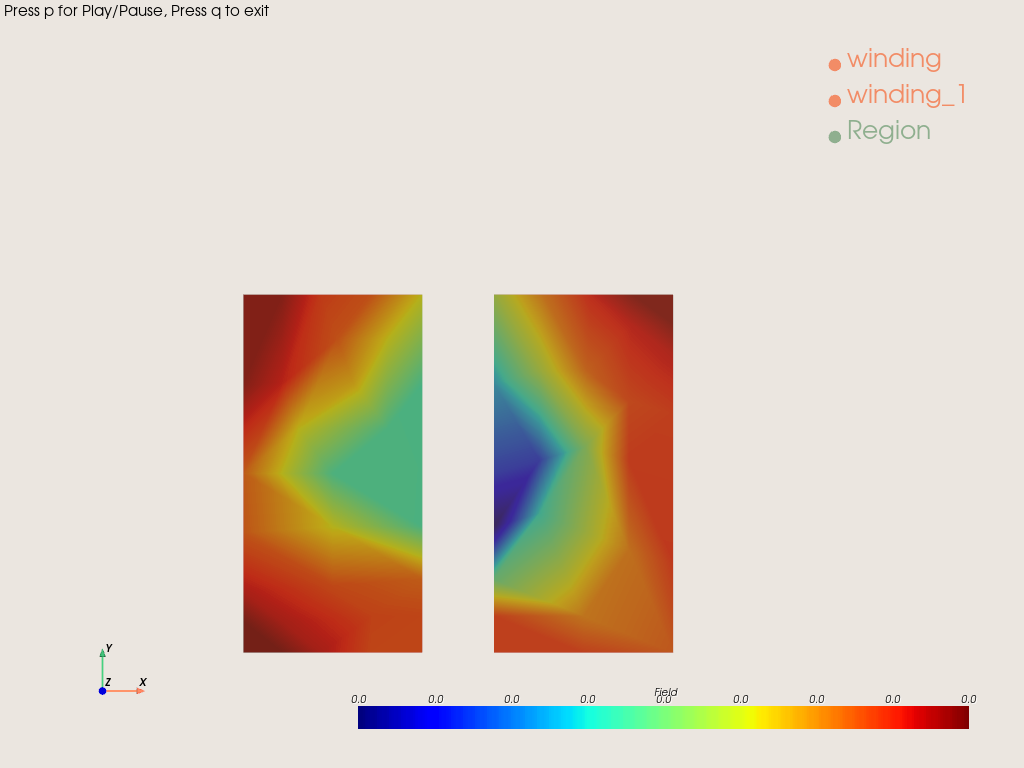 Press p for Play/Pause, Press q to exit
winding
winding_1
Region
Y
Z X
Field
0.0 0.0 0.0 0.0 0.0 0.0 0.0 0.0 0.0